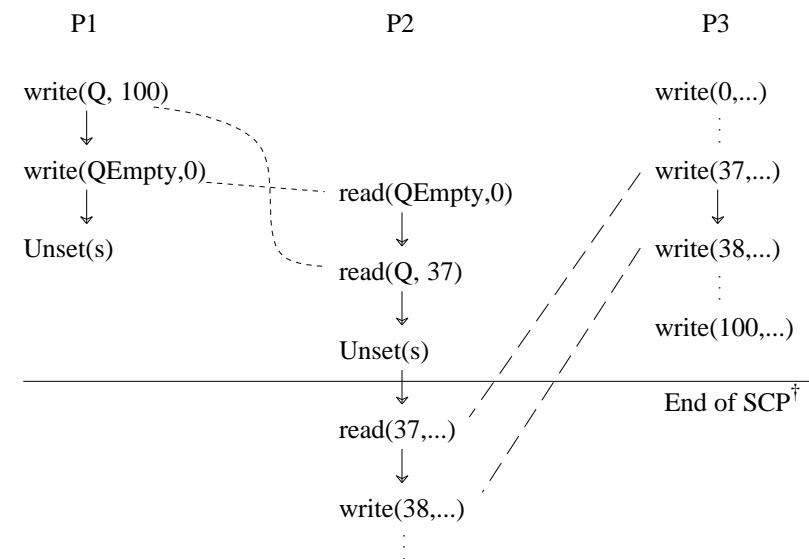 P1 P2 P3
write(Q, 100) write(0,...)
write(QEmpty,0) write(37,...)
read(QEmpty,0)
Unset(s) write(38,...)
read(Q, 37)
write(100,...)
Unset(s)
End of SCP†
read(37,...)
write(38,...)